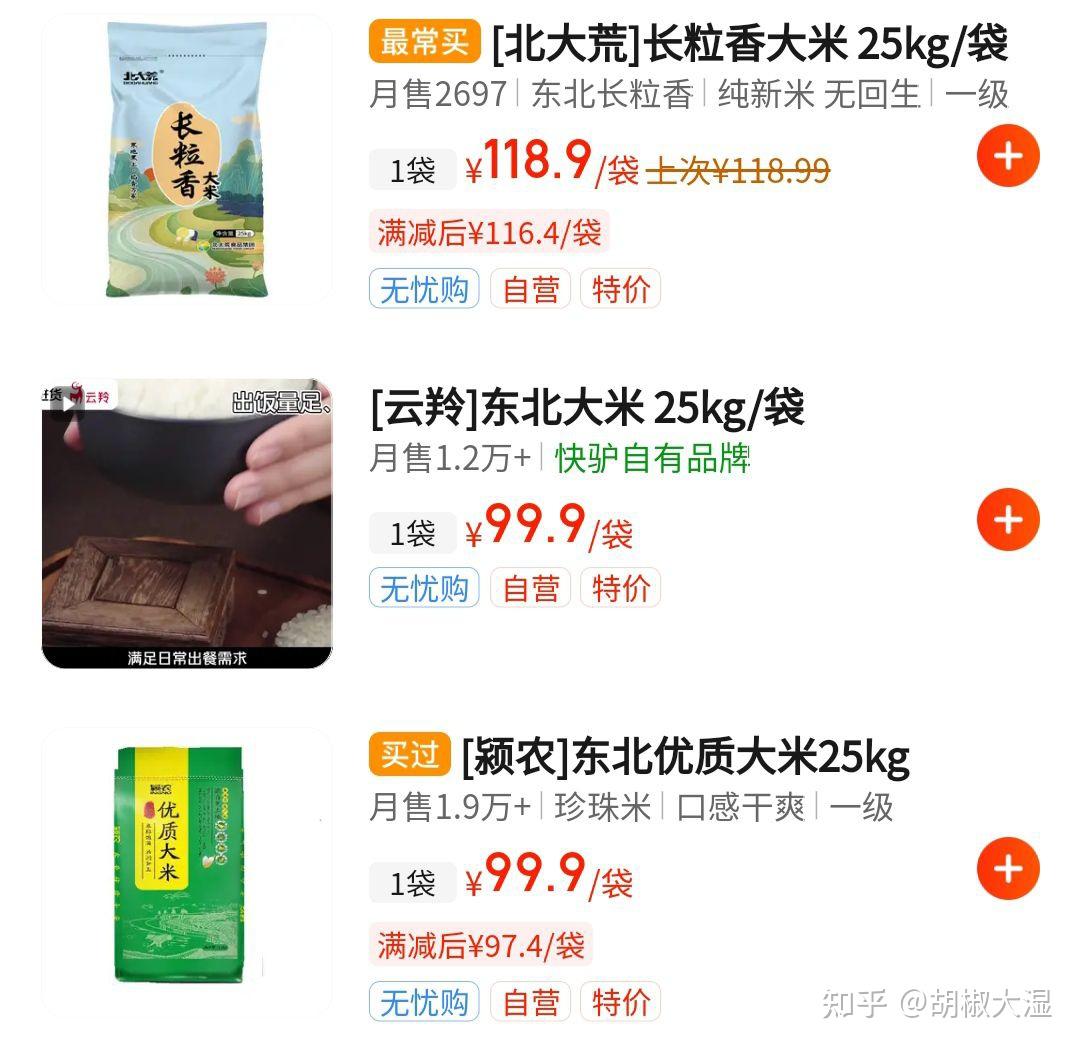 最常买 [北大荒]长粒香大米 25kg/袋
月售2697 东北长粒香 纯新米 无回生 一级
1袋 ¥118.9/袋 上次¥118.99
满减后¥116.4/袋
无忧购 自营 特价
北大荒
长粒香
大米
净含量 25kg
[云羚]东北大米 25kg/袋
月售1.2万+ 快驴自有品牌
1袋 ¥99.9/袋
无忧购 自营 特价
云羚
出饭量足、
满足日常出餐需求
买过 [颍农]东北优质大米25kg
月售1.9万+ 珍珠米 口感干爽 一级
1袋 ¥99.9/袋
满减后¥97.4/袋
无忧购 自营 特价
颍农
优质大米
知乎 @胡椒大湿